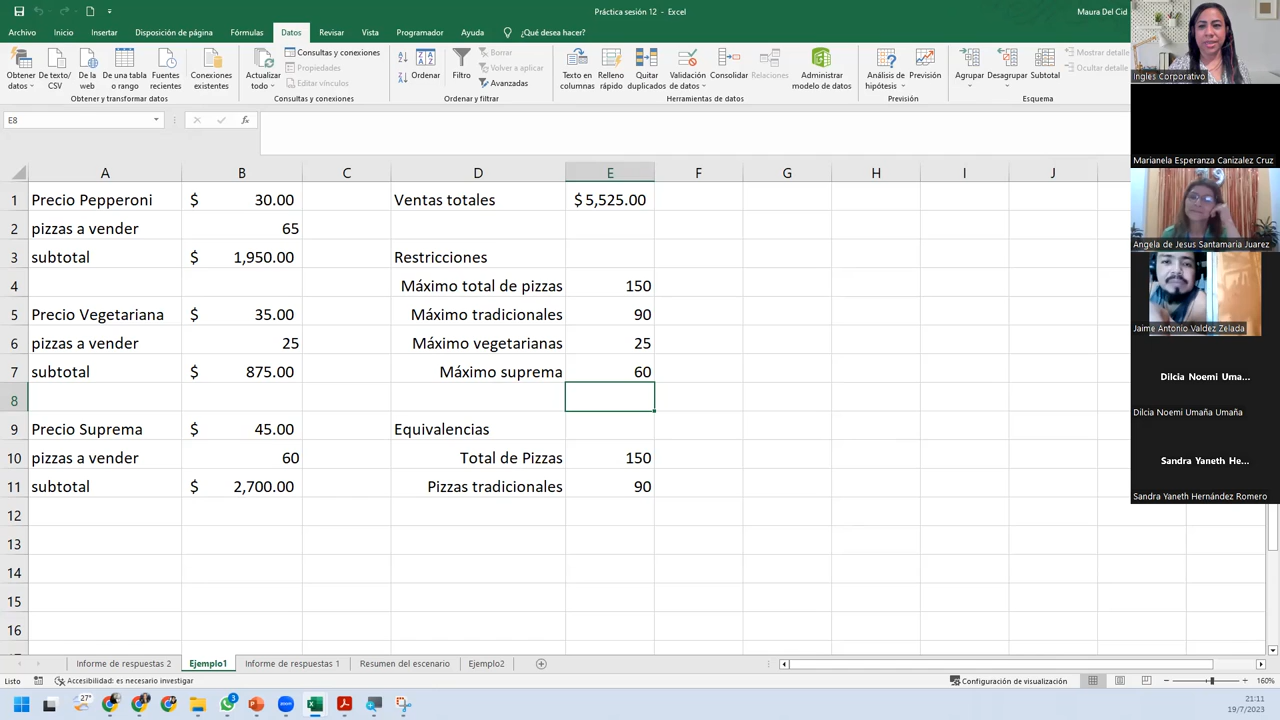 Práctica sesión 12 - Excel
Maura Del Cid
Archivo Inicio Insertar Disposición de página Fórmulas Datos Revisar Vista Programador Ayuda ¿Qué desea hacer?
Obtener datos
De texto/CSV
De la web
De una tabla o rango
Fuentes recientes
Conexiones existentes
Obtener y transformar datos
Actualizar todo
Consultas y conexiones
Propiedades
Editar vínculos
Consultas y conexiones
Ordenar
Filtro
Borrar
Volver a aplicar
Avanzadas
Ordenar y filtrar
Texto en columnas
Relleno rápido
Quitar duplicados
Validación de datos
Consolidar
Relaciones
Administrar modelo de datos
Herramientas de datos
Análisis de hipótesis
Previsión
Previsión
Agrupar
Desagrupar
Subtotal
Mostrar detalle
Ocultar detalle
Esquema
E8
fx
A B C D E F G H I J
1 Precio Pepperoni $ 30.00 Ventas totales $ 5,525.00
2 pizzas a vender 65
3 subtotal $ 1,950.00 Restricciones
4 Máximo total de pizzas 150
5 Precio Vegetariana $ 35.00 Máximo tradicionales 90
6 pizzas a vender 25 Máximo vegetarianas 25
7 subtotal $ 875.00 Máximo suprema 60
8
9 Precio Suprema $ 45.00 Equivalencias
10 pizzas a vender 60 Total de Pizzas 150
11 subtotal $ 2,700.00 Pizzas tradicionales 90
12
13
14
15
16
Ingles Corporativo
Marianela Esperanza Canizalez Cruz
Angela de Jesus Santamaria Juarez
Jaime Antonio Valdez Zelada
Dilcia Noemi Uma...
Dilcia Noemi Umaña Umaña
Sandra Yaneth He...
Sandra Yaneth Hernández Romero
Informe de respuestas 2 Ejemplo1 Informe de respuestas 1 Resumen del escenario Ejemplo2
Listo Accesibilidad: es necesario investigar Configuración de visualización 160%
27°
3
21:11
19/7/2023